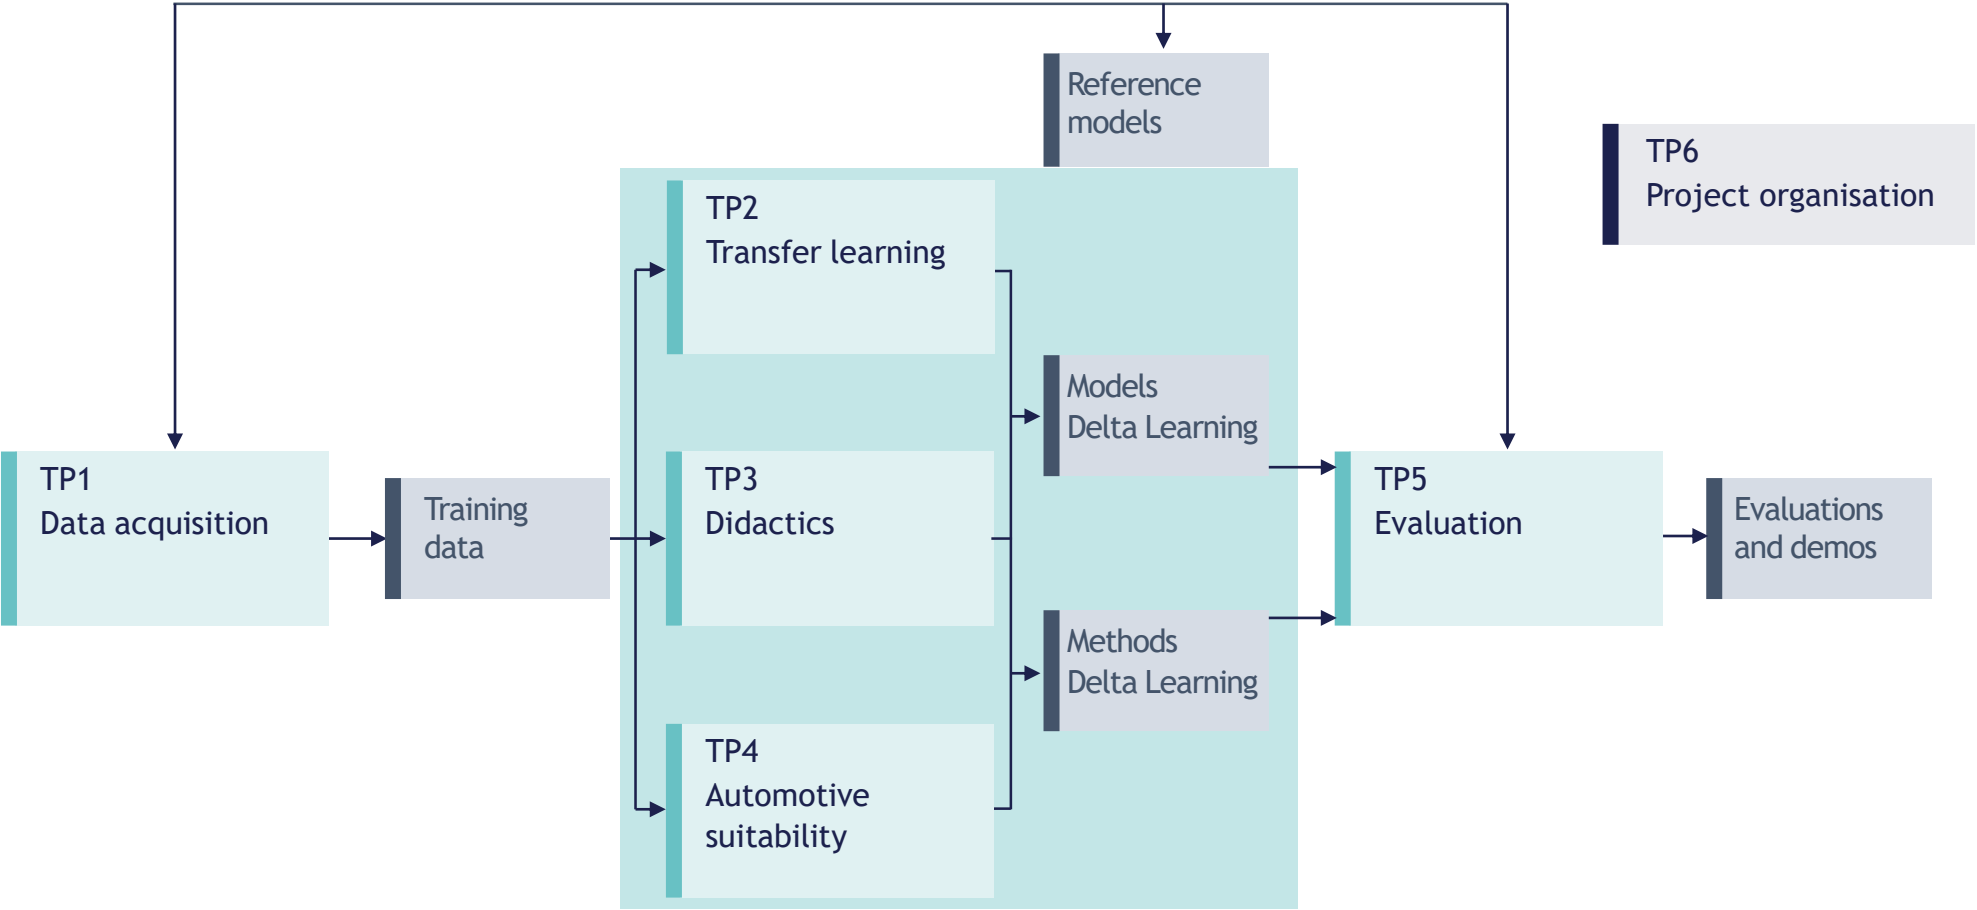 Reference
models
TP6
Project organisation
TP2
Transfer learning
Models
Delta Learning
TP1
Data acquisition
Training
data
TP3
Didactics
TP5
Evaluation
Evaluations
and demos
Methods
Delta Learning
TP4
Automotive
suitability